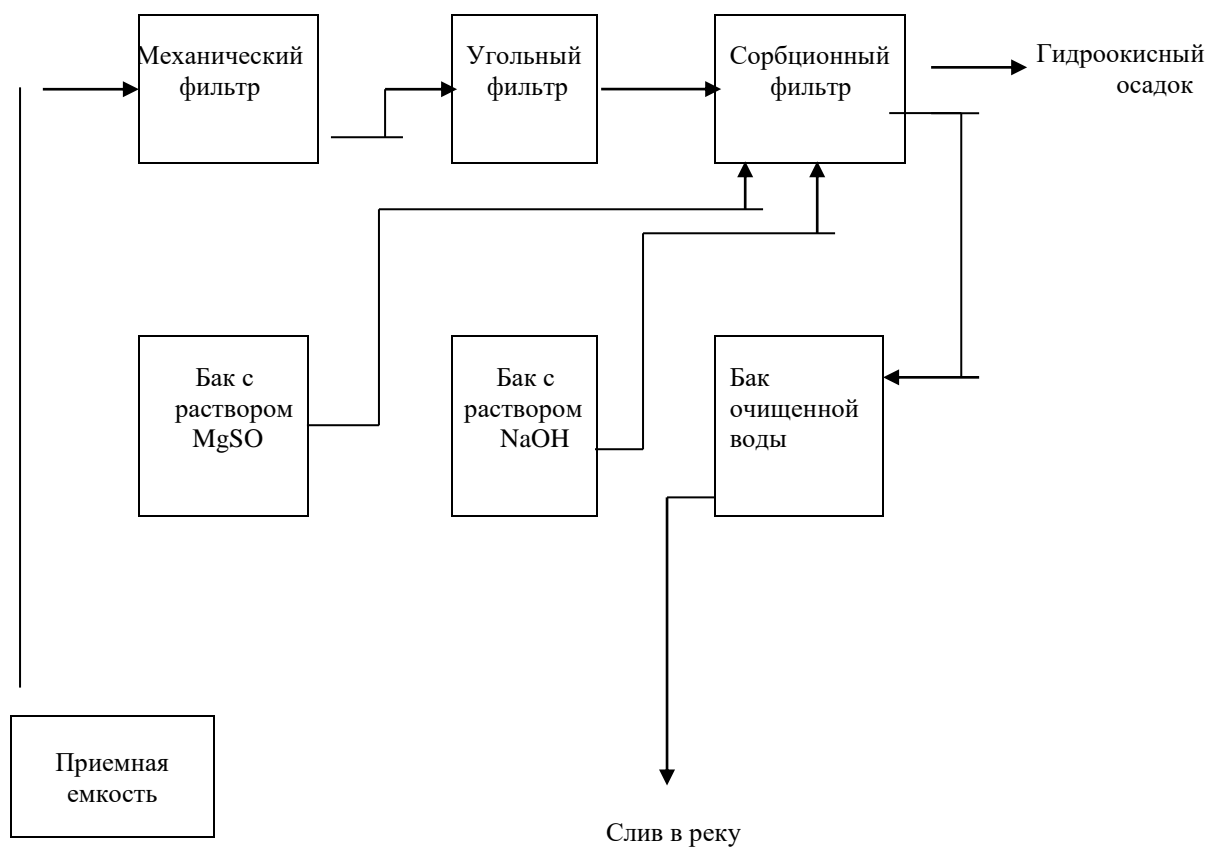 Механический
фильтр
Угольный
фильтр
Сорбционный
фильтр
Гидроокисный
осадок
Бак с
раствором
MgSO
Бак с
раствором
NaOH
Бак
очищенной
воды
Приемная
емкость
Слив в реку